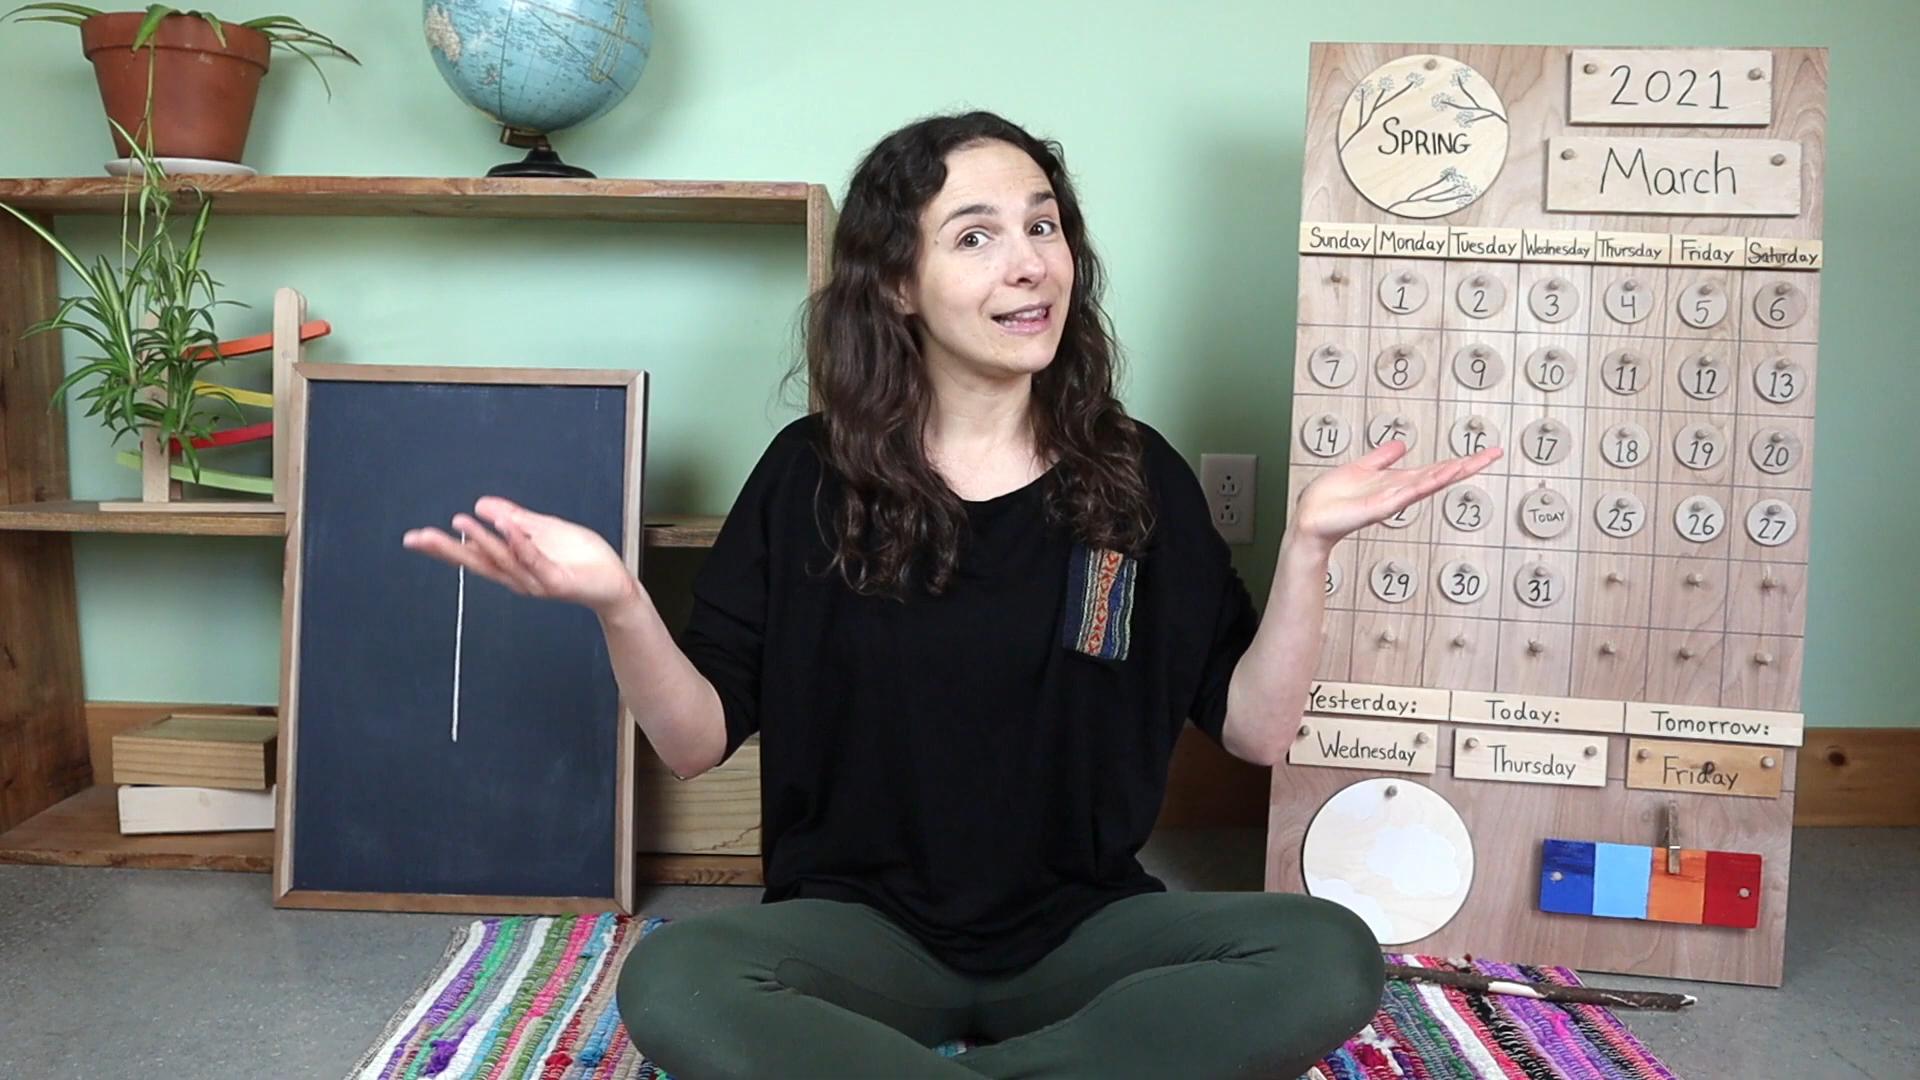 SPRING
2021
March
Sunday Monday Tuesday Wednesday Thursday Friday Saturday
1 2 3 4 5 6
7 8 9 10 11 12 13
14 15 16 17 18 19 20
23 TODAY 25 26 27
29 30 31
Yesterday: Today: Tomorrow:
Wednesday Thursday Friday